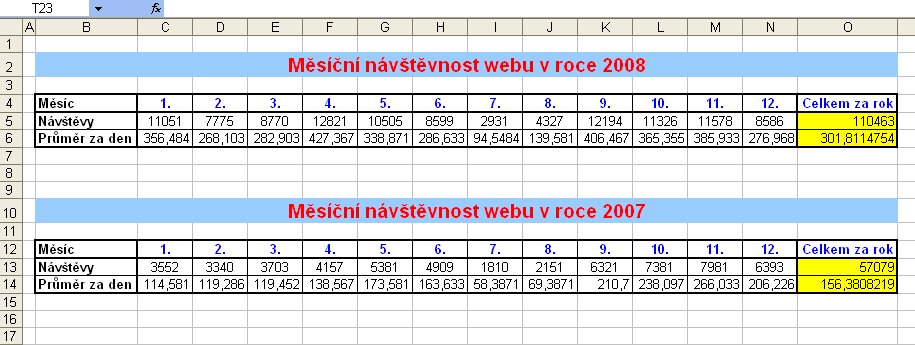 T23 fx
A B C D E F G H I J K L M N O
1
2 Měsíční návštěvnost webu v roce 2008
3
4 Měsíc 1. 2. 3. 4. 5. 6. 7. 8. 9. 10. 11. 12. Celkem za rok
5 Návštěvy 11051 7775 8770 12821 10505 8599 2931 4327 12194 11326 11578 8586 110463
6 Průměr za den 356,484 268,103 282,903 427,367 338,871 286,633 94,5484 139,581 406,467 365,355 385,933 276,968 301,8114754
7
8
9
10 Měsíční návštěvnost webu v roce 2007
11
12 Měsíc 1. 2. 3. 4. 5. 6. 7. 8. 9. 10. 11. 12. Celkem za rok
13 Návštěvy 3552 3340 3703 4157 5381 4909 1810 2151 6321 7381 7981 6393 57079
14 Průměr za den 114,581 119,286 119,452 138,567 173,581 163,633 58,3871 69,3871 210,7 238,097 266,033 206,226 156,3808219
15
16
17